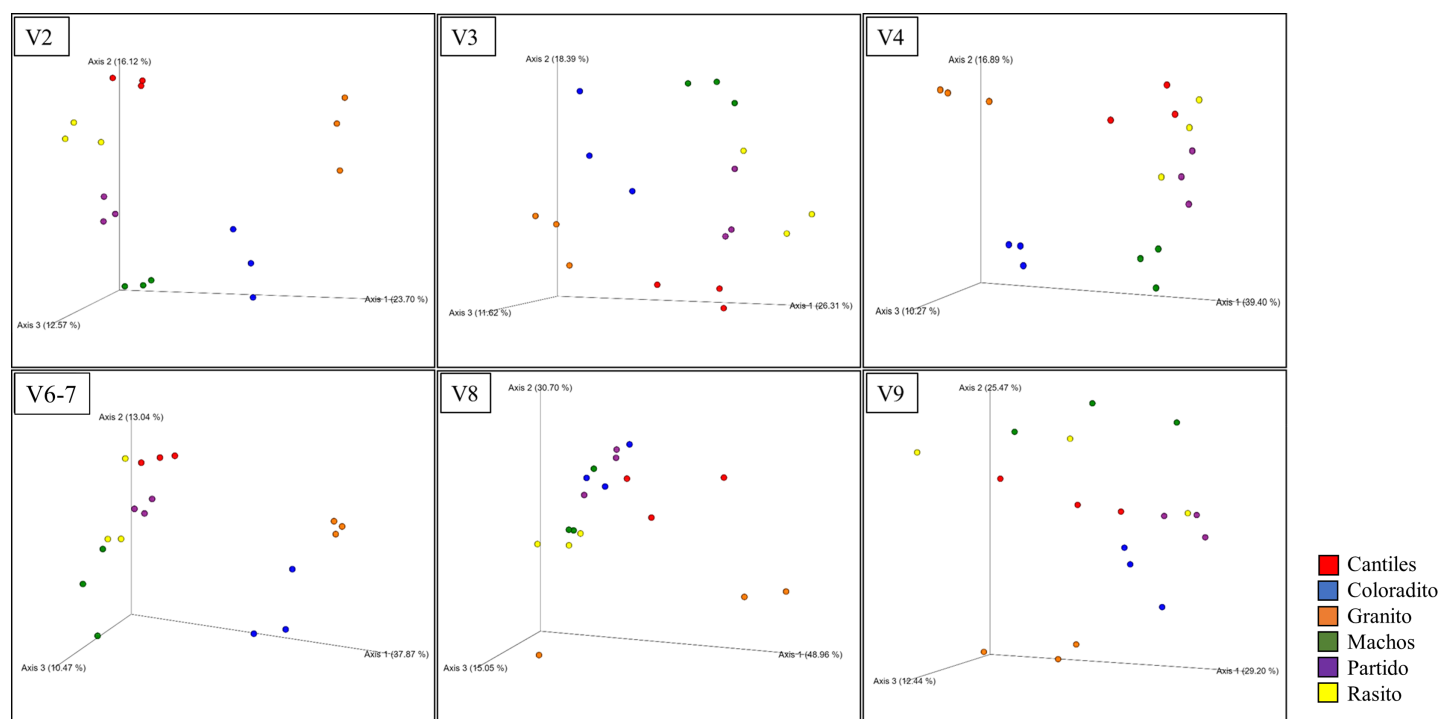 V2
Axis 2 (16.12 %)
Axis 1 (23.70 %)
Axis 3 (12.57 %)
V3
Axis 2 (18.39 %)
Axis 1 (26.31 %)
Axis 3 (11.62 %)
V4
Axis 2 (16.89 %)
Axis 1 (39.40 %)
Axis 3 (10.27 %)
V6-7
Axis 2 (13.04 %)
Axis 1 (37.87 %)
Axis 3 (10.47 %)
V8
Axis 2 (30.70 %)
Axis 1 (48.96 %)
Axis 3 (15.05 %)
V9
Axis 2 (25.47 %)
Axis 1 (29.20 %)
Axis 3 (12.44 %)
Cantiles
Coloradito
Granito
Machos
Partido
Rasito